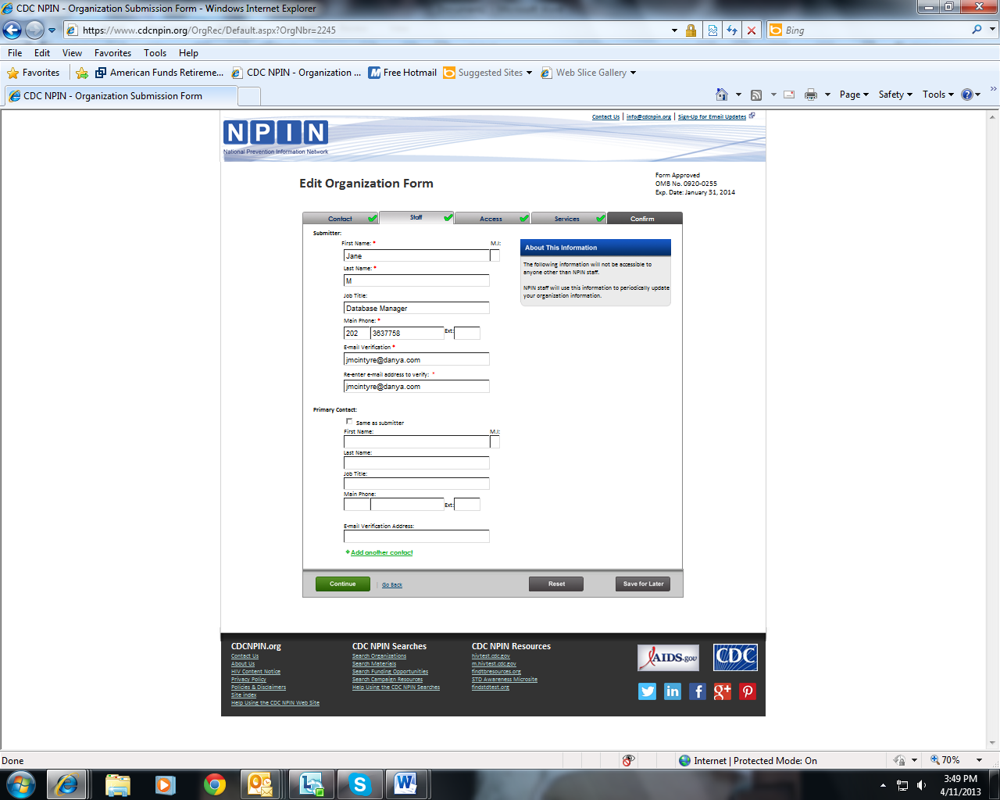 CDC NPIN - Organization Submission Form - Windows Internet Explorer
https://www.cdcnpin.org/OrgRec/Default.aspx?OrgNbr=2245
Bing
File Edit View Favorites Tools Help
Favorites American Funds Retireme... CDC NPIN - Organization ... Free Hotmail Suggested Sites Web Slice Gallery
CDC NPIN - Organization Submission Form
Page Safety Tools
Contact Us | info@cdcnpin.org | Sign-Up for Email Updates
NPIN
National Prevention Information Network
Edit Organization Form
Form Approved
OMB No. 0920-0255
Exp. Date: January 31, 2014
Contact Staff Access Services Confirm
Submitter:
First Name: * M.I:
Jane
Last Name: *
M
Job Title:
Database Manager
Main Phone: *
202 3637758 Ext:
E-mail Verification *
jmcintyre@danya.com
Re-enter e-mail address to verify: *
jmcintyre@danya.com
About This Information
The following information will not be accessible to
anyone other than NPIN staff.
NPIN staff will use this information to periodically update
your organization information.
Primary Contact:
Same as submitter
First Name: M.I:
Last Name:
Job Title:
Main Phone:
Ext:
E-mail Verification Address:
+ Add another contact
Continue | Go Back Reset Save for Later
CDCNPIN.org
Contact Us
About Us
HIV Content Notice
Privacy Policy
Policies & Disclaimers
Site Index
Help Using the CDC NPIN Web Site
CDC NPIN Searches
Search Organizations
Search Materials
Search Funding Opportunities
Search Campaign Resources
Help Using the CDC NPIN Searches
CDC NPIN Resources
hivtest.cdc.gov
m.hivtest.cdc.gov
findtbresources.org
STD Awareness Microsite
findstdtest.org
AIDS.gov
CDC
Done
Internet | Protected Mode: On
70%
3:49 PM
4/11/2013